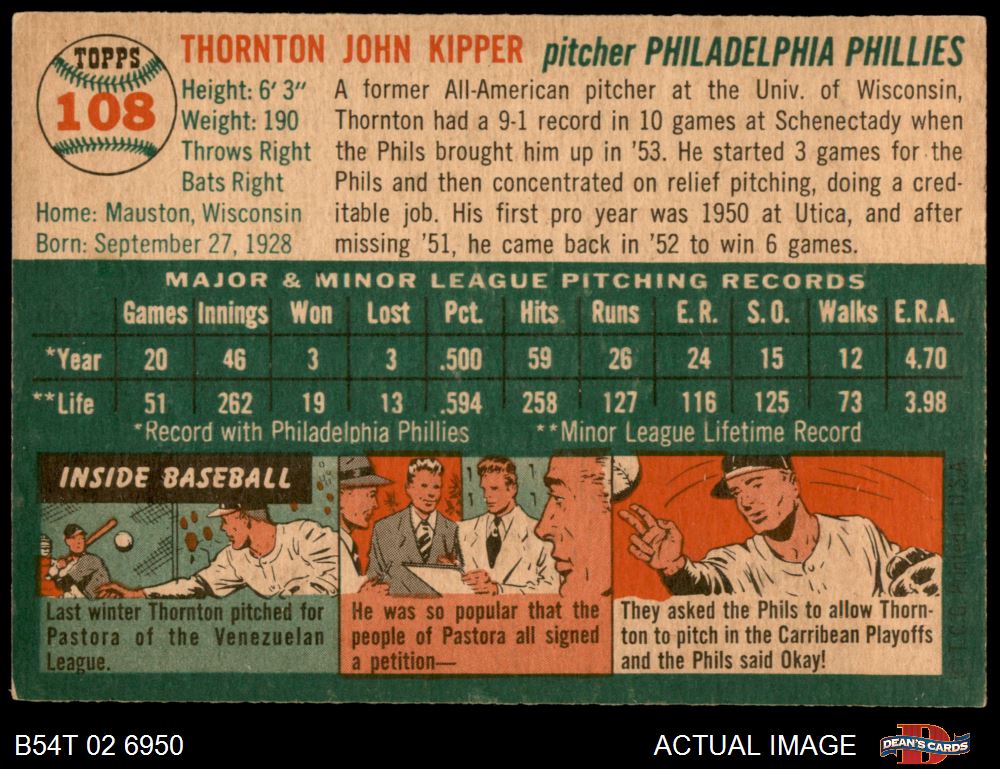 TOPPS
108
THORNTON JOHN KIPPER pitcher PHILADELPHIA PHILLIES
Height: 6' 3"
Weight: 190
Throws Right
Bats Right
Home: Mauston, Wisconsin
Born: September 27, 1928
A former All-American pitcher at the Univ. of Wisconsin,
Thornton had a 9-1 record in 10 games at Schenectady when
the Phils brought him up in '53. He started 3 games for the
Phils and then concentrated on relief pitching, doing a cred-
itable job. His first pro year was 1950 at Utica, and after
missing '51, he came back in '52 to win 6 games.
MAJOR & MINOR LEAGUE PITCHING RECORDS
Games Innings Won Lost Pct. Hits Runs E.R. S.O. Walks E.R.A.
*Year 20 46 3 3 .500 59 26 24 15 12 4.70
**Life 51 262 19 13 .594 258 127 116 125 73 3.98
*Record with Philadelphia Phillies **Minor League Lifetime Record
INSIDE BASEBALL
Last winter Thornton pitched for
Pastora of the Venezuelan
League.
He was so popular that the
people of Pastora all signed
a petition—
They asked the Phils to allow Thorn-
ton to pitch in the Carribean Playoffs
and the Phils said Okay!
© T.C.G. Printed in U.S.A.
B54T 02 6950
ACTUAL IMAGE
DEAN'S CARDS